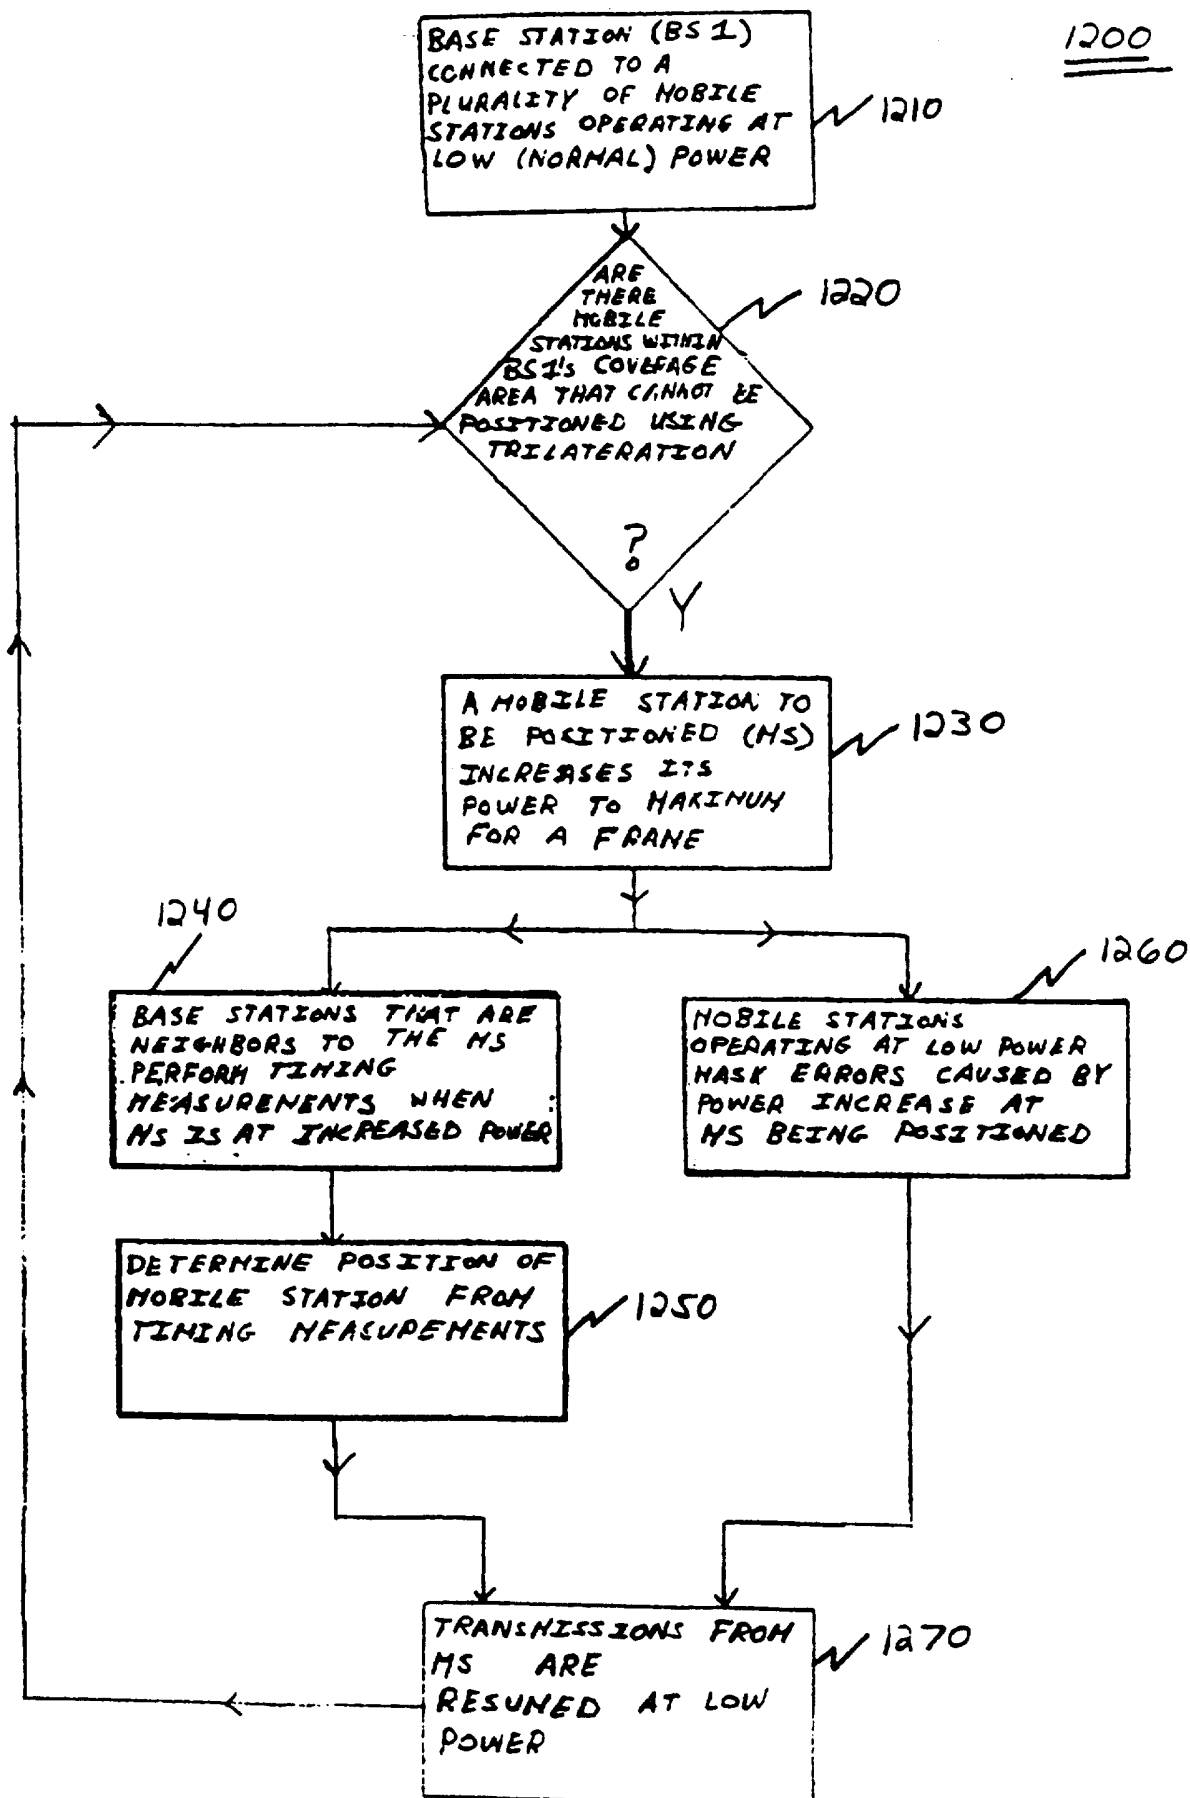 1200
BASE STATION (BS 1)
CONNECTED TO A
PLURALITY OF MOBILE
STATIONS OPERATING AT
LOW (NORMAL) POWER
1210
ARE
THERE
MOBILE
STATIONS WITHIN
BS1's COVERAGE
AREA THAT CANNOT BE
POSITIONED USING
TRILATERATION
?
1220
Y
A MOBILE STATION TO
BE POSITIONED (MS)
INCREASES ITS
POWER TO MAXIMUM
FOR A FRAME
1230
1240
BASE STATIONS THAT ARE
NEIGHBORS TO THE MS
PERFORM TIMING
MEASUREMENTS WHEN
MS IS AT INCREASED POWER
1260
MOBILE STATIONS
OPERATING AT LOW POWER
MASK ERRORS CAUSED BY
POWER INCREASE AT
MS BEING POSITIONED
DETERMINE POSITION OF
MOBILE STATION FROM
TIMING MEASUREMENTS
1250
TRANSMISSIONS FROM
MS ARE
RESUMED AT LOW
POWER
1270